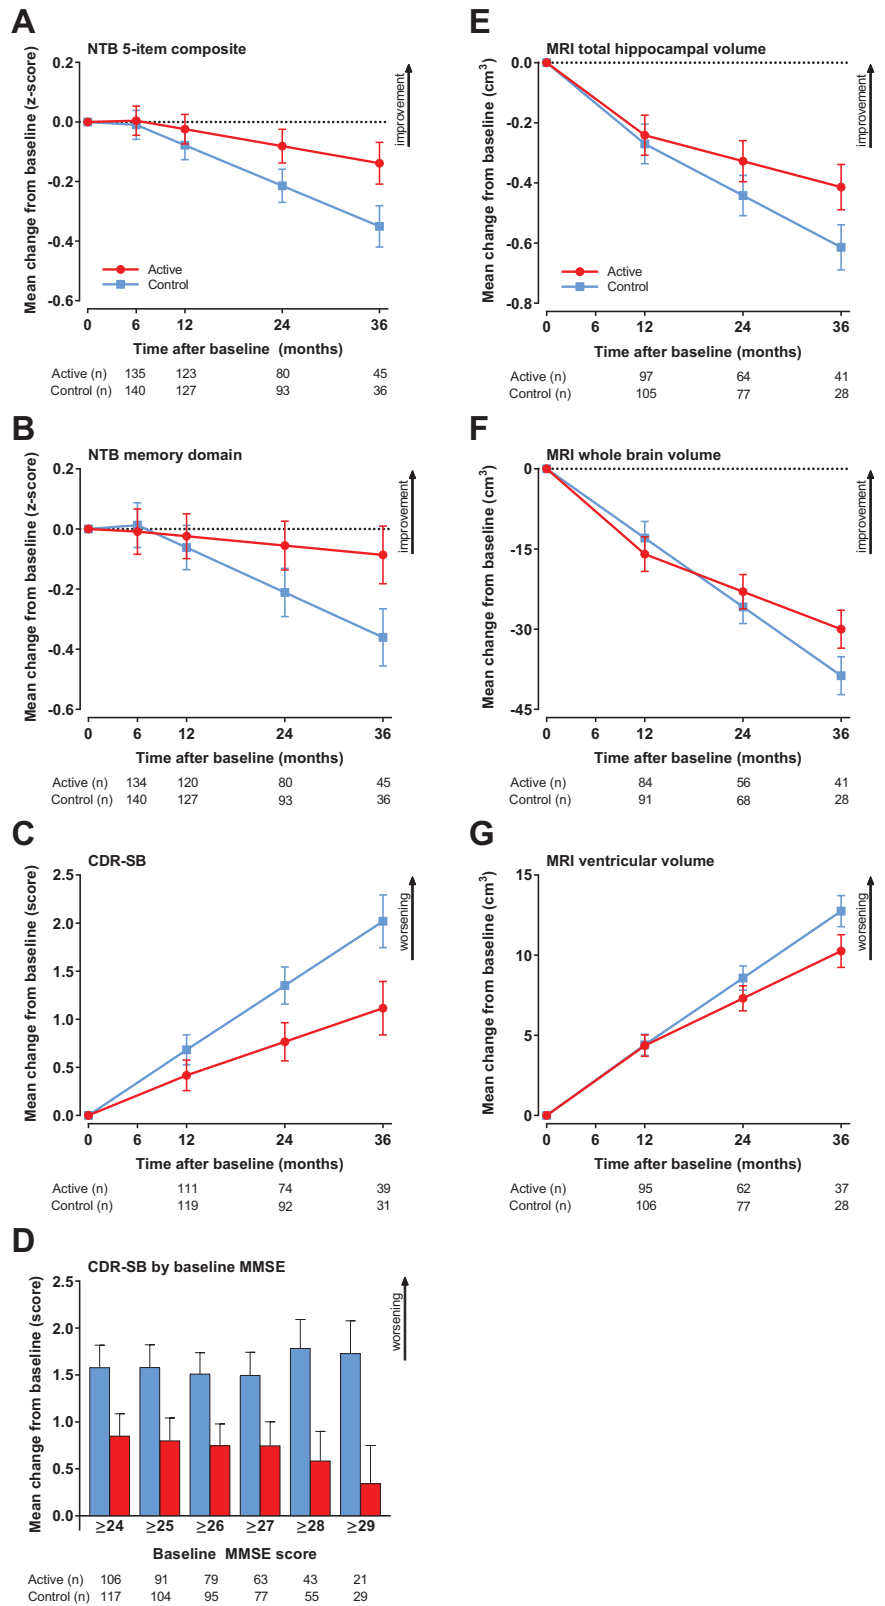 A
NTB 5-item composite
Mean change from baseline (z-score)
0.2
0.0
-0.2
-0.4
-0.6
improvement
Active
Control
0 6 12 24 36
Time after baseline (months)
Active (n) 135 123 80 45
Control (n) 140 127 93 36
B
NTB memory domain
Mean change from baseline (z-score)
0.2
0.0
-0.2
-0.4
-0.6
improvement
0 6 12 24 36
Time after baseline (months)
Active (n) 134 120 80 45
Control (n) 140 127 93 36
C
CDR-SB
Mean change from baseline (score)
2.5
2.0
1.5
1.0
0.5
0.0
worsening
0 6 12 24 36
Time after baseline (months)
Active (n) 111 74 39
Control (n) 119 92 31
D
CDR-SB by baseline MMSE
Mean change from baseline (score)
2.5
2.0
1.5
1.0
0.5
0.0
worsening
≥24 ≥25 ≥26 ≥27 ≥28 ≥29
Baseline MMSE score
Active (n) 106 91 79 63 43 21
Control (n) 117 104 95 77 55 29
E
MRI total hippocampal volume
Mean change from baseline (cm³)
0.0
-0.2
-0.4
-0.6
-0.8
improvement
Active
Control
0 6 12 24 36
Time after baseline (months)
Active (n) 97 64 41
Control (n) 105 77 28
F
MRI whole brain volume
Mean change from baseline (cm³)
0
-15
-30
-45
improvement
0 6 12 24 36
Time after baseline (months)
Active (n) 84 56 41
Control (n) 91 68 28
G
MRI ventricular volume
Mean change from baseline (cm³)
15
10
5
0
worsening
0 6 12 24 36
Time after baseline (months)
Active (n) 95 62 37
Control (n) 106 77 28